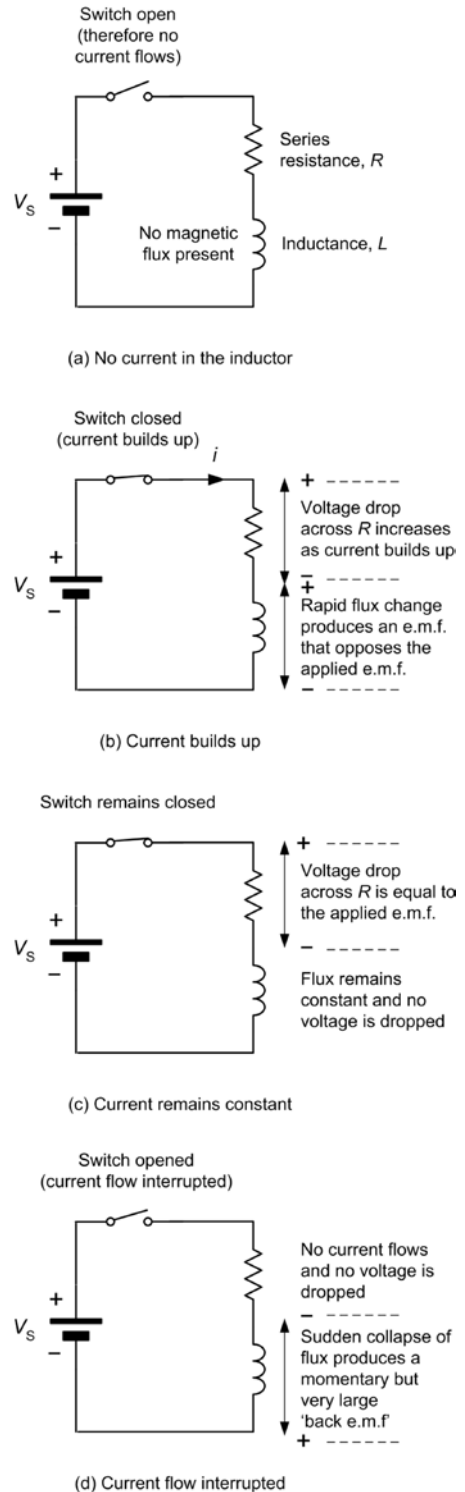 Switch open
(therefore no
current flows)
Series
resistance, R
+
VS
−
No magnetic
flux present
Inductance, L
(a) No current in the inductor
Switch closed
(current builds up)
i
+
Voltage drop
across R increases
as current builds up
−
+
VS
−
+
Rapid flux change
produces an e.m.f.
that opposes the
applied e.m.f.
−
(b) Current builds up
Switch remains closed
+
Voltage drop
across R is equal to
the applied e.m.f.
−
+
VS
−
Flux remains
constant and no
voltage is dropped
(c) Current remains constant
Switch opened
(current flow interrupted)
No current flows
and no voltage is
dropped
+
VS
−
−
Sudden collapse of
flux produces a
momentary but
very large
‘back e.m.f’
+
(d) Current flow interrupted